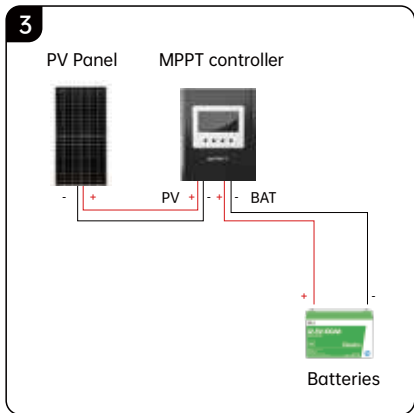 3
PV Panel MPPT controller
- + PV + - + - BAT
+ -
Batteries